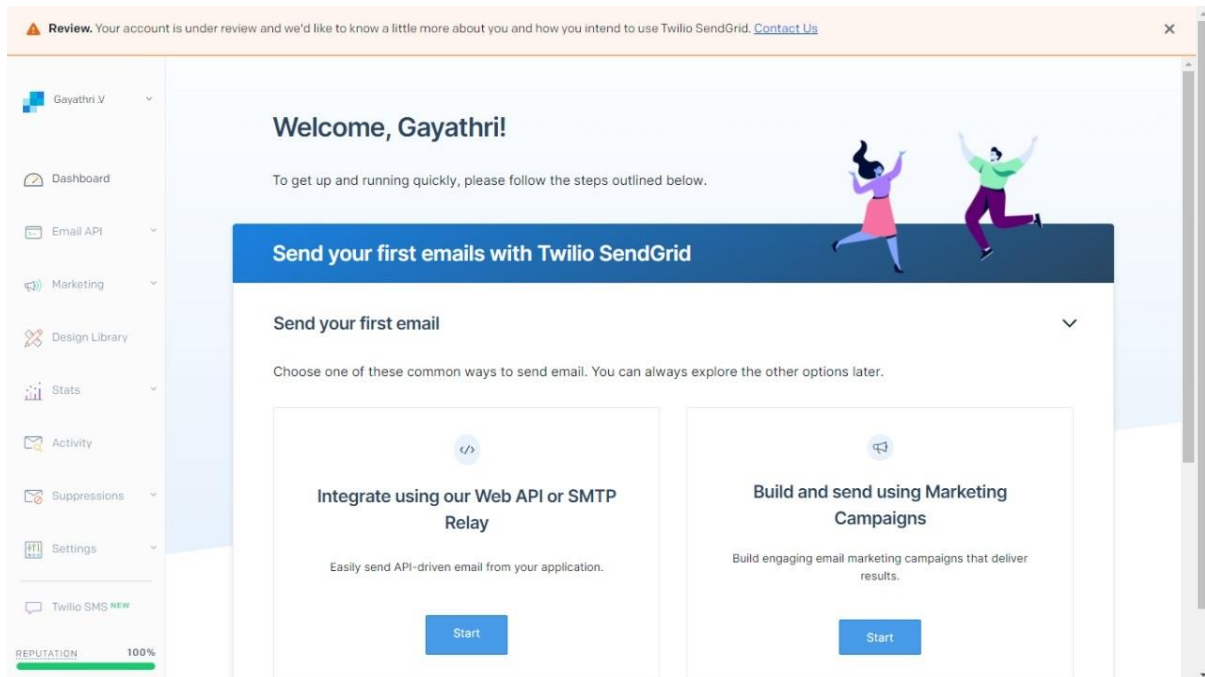 Review. Your account is under review and we'd like to know a little more about you and how you intend to use Twilio SendGrid. Contact Us
Gayathri V
Dashboard
Email API
Marketing
Design Library
Stats
Activity
Suppressions
Settings
Twilio SMS NEW
REPUTATION 100%
Welcome, Gayathri!
To get up and running quickly, please follow the steps outlined below.
Send your first emails with Twilio SendGrid
Send your first email
Choose one of these common ways to send email. You can always explore the other options later.
Integrate using our Web API or SMTP
Relay
Easily send API-driven email from your application.
Start
Build and send using Marketing
Campaigns
Build engaging email marketing campaigns that deliver
results.
Start